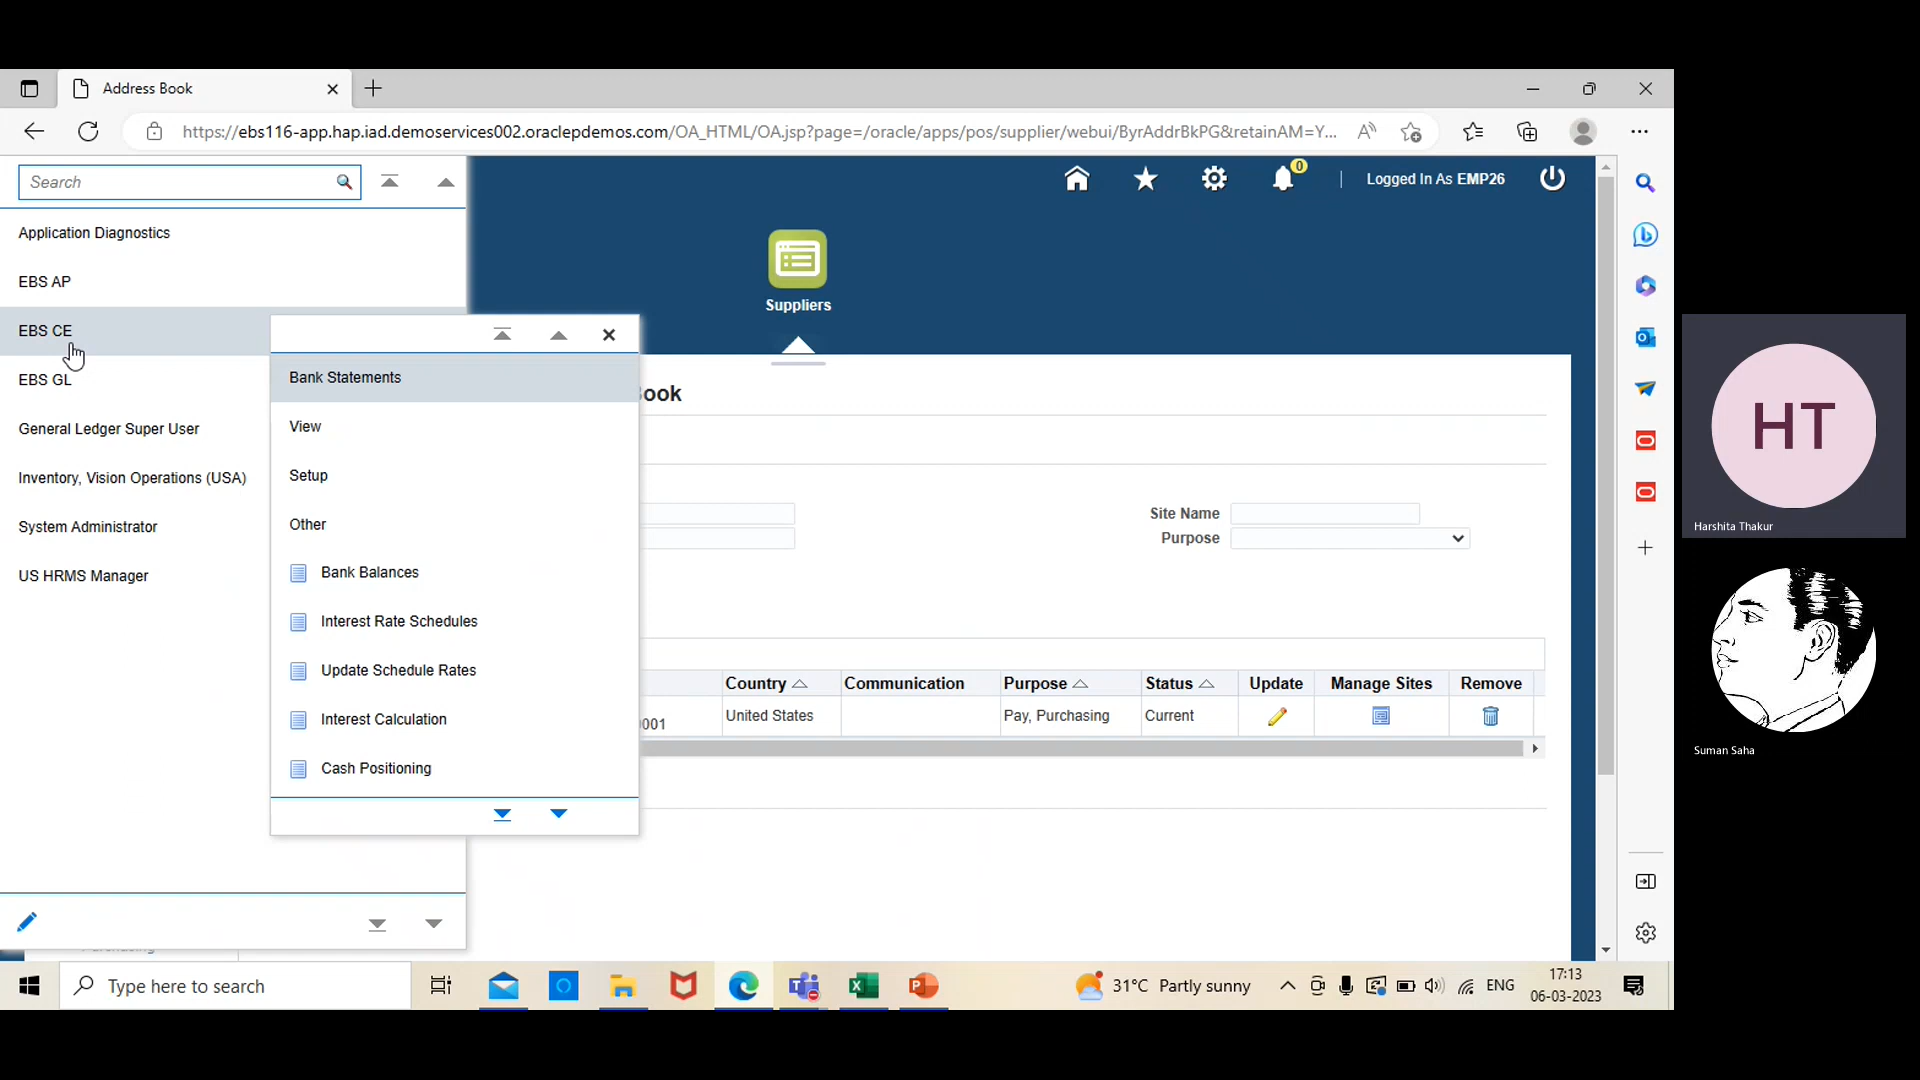 Address Book
https://ebs116-app.hap.iad.demoservices002.oraclepdemos.com/OA_HTML/OA.jsp?page=/oracle/apps/pos/supplier/webui/ByrAddrBkPG&retainAM=Y...
Search
Application Diagnostics
EBS AP
EBS CE
EBS GL
General Ledger Super User
Inventory, Vision Operations (USA)
System Administrator
US HRMS Manager
Bank Statements
View
Setup
Other
Bank Balances
Interest Rate Schedules
Update Schedule Rates
Interest Calculation
Cash Positioning
0
Logged In As EMP26
Suppliers
ook
Site Name
Purpose
Country Communication Purpose Status Update Manage Sites Remove
0001 United States Pay, Purchasing Current
HT
Harshita Thakur
Suman Saha
Type here to search
31°C Partly sunny
ENG
17:13
06-03-2023